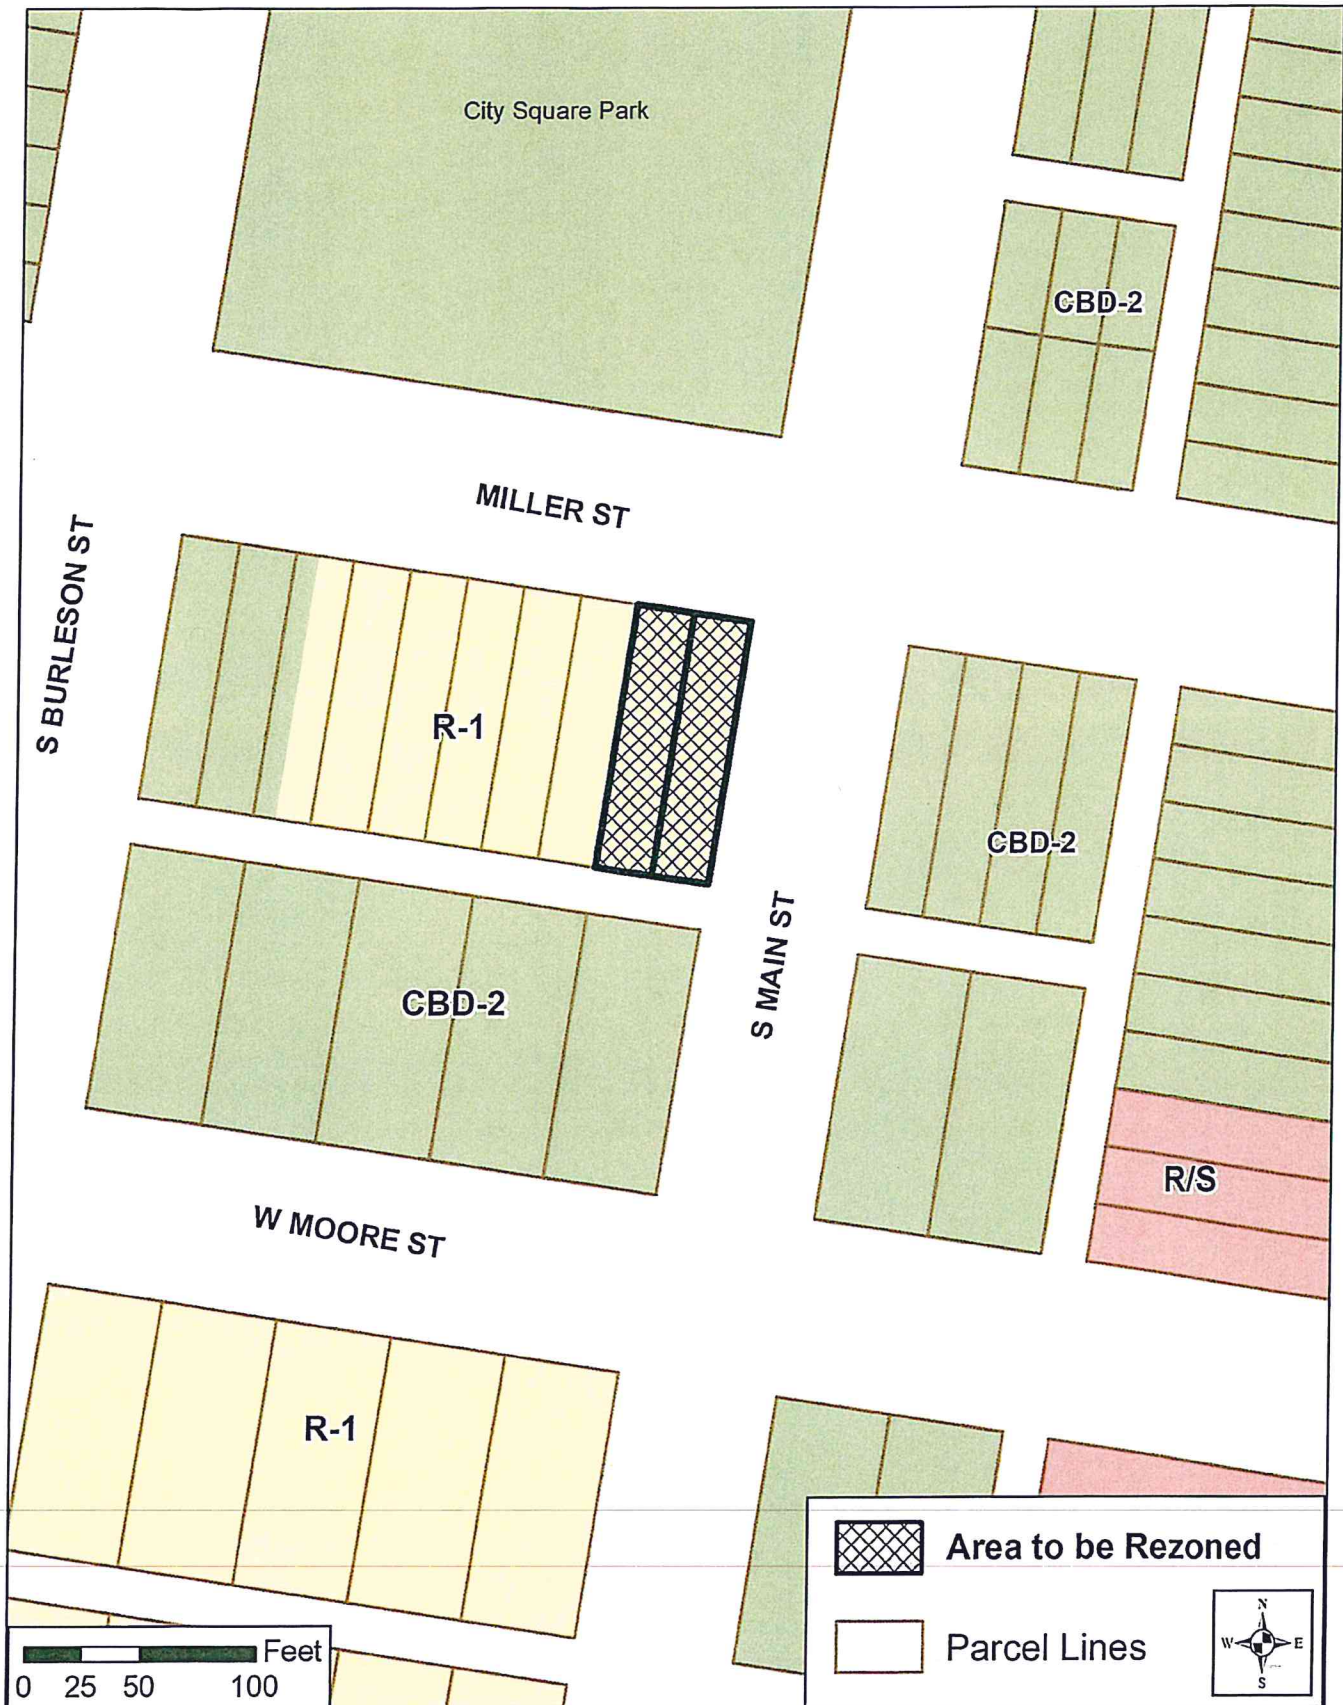 City Square Park
CBD-2
MILLER ST
S BURLESON ST
R-1
CBD-2
S MAIN ST
CBD-2
R/S
W MOORE ST
R-1
Area to be Rezoned
Parcel Lines
N
W E
S
Feet
0 25 50 100